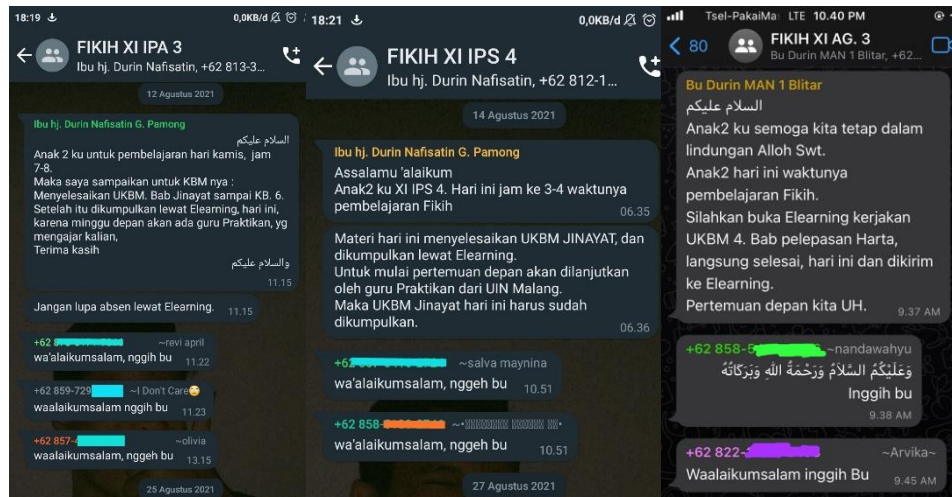 18:19
0,0KB/d
FIKIH XI IPA 3
Ibu hj. Durin Nafisatin, +62 813-3...
12 Agustus 2021
Ibu hj. Durin Nafisatin G. Pamong
السلام عليكم
Anak 2 ku untuk pembelajaran hari kamis, jam
7-8.
Maka saya sampaikan untuk KBM nya :
Menyelesaikan UKBM. Bab Jinayat sampai KB. 6.
Setelah itu dikumpulkan lewat Elearning, hari ini,
karena minggu depan akan ada guru Praktikan, yg
mengajar kalian,
Terima kasih
والسلام عليكم
11.15
Jangan lupa absen lewat Elearning. 11.15
+62 ~revi april
wa'alaikumsalam, nggih bu 11.22
+62 859-729 ~I Don't Care
waalaikumsalam nggih bu 11.23
+62 857-4 ~olivia
waalaikumsalam, nggeh bu 13.15
25 Agustus 2021
18:21
0,0KB/d
FIKIH XI IPS 4
Ibu hj. Durin Nafisatin, +62 812-1...
14 Agustus 2021
Ibu hj. Durin Nafisatin G. Pamong
Assalamu 'alaikum
Anak2 ku XI IPS 4. Hari ini jam ke 3-4 waktunya
pembelajaran Fikih
06.35
Materi hari ini menyelesaikan UKBM JINAYAT, dan
dikumpulkan lewat Elearning.
Untuk mulai pertemuan depan akan dilanjutkan
oleh guru Praktikan dari UIN Malang.
Maka UKBM Jinayat hari ini harus sudah
dikumpulkan.
06.36
+62 ~salva maynina
wa'alaikumsalam, nggeh bu 10.51
+62 858-
wa'alaikumsalam, nggeh bu 10.51
27 Agustus 2021
Tsel-PakaiMa LTE 10.40 PM
80 FIKIH XI AG. 3
Bu Durin MAN 1 Blitar, +62...
Bu Durin MAN 1 Blitar
السلام عليكم
Anak2 ku semoga kita tetap dalam
lindungan Alloh Swt.
Anak2 hari ini waktunya
pembelajaran Fikih.
Silahkan buka Elearning kerjakan
UKBM 4. Bab pelepasan Harta,
langsung selesai, hari ini dan dikirim
ke Elearning.
Pertemuan depan kita UH. 9.37 AM
+62 858-5 ~nandawahyu
وَعَلَيْكُمُ السَّلاَمُ وَرَحْمَةُ اللهِ وَبَرَكَاتُهُ
Inggih bu
9.38 AM
+62 822- ~Arvika~
Waalaikumsalam inggih Bu 9.45 AM